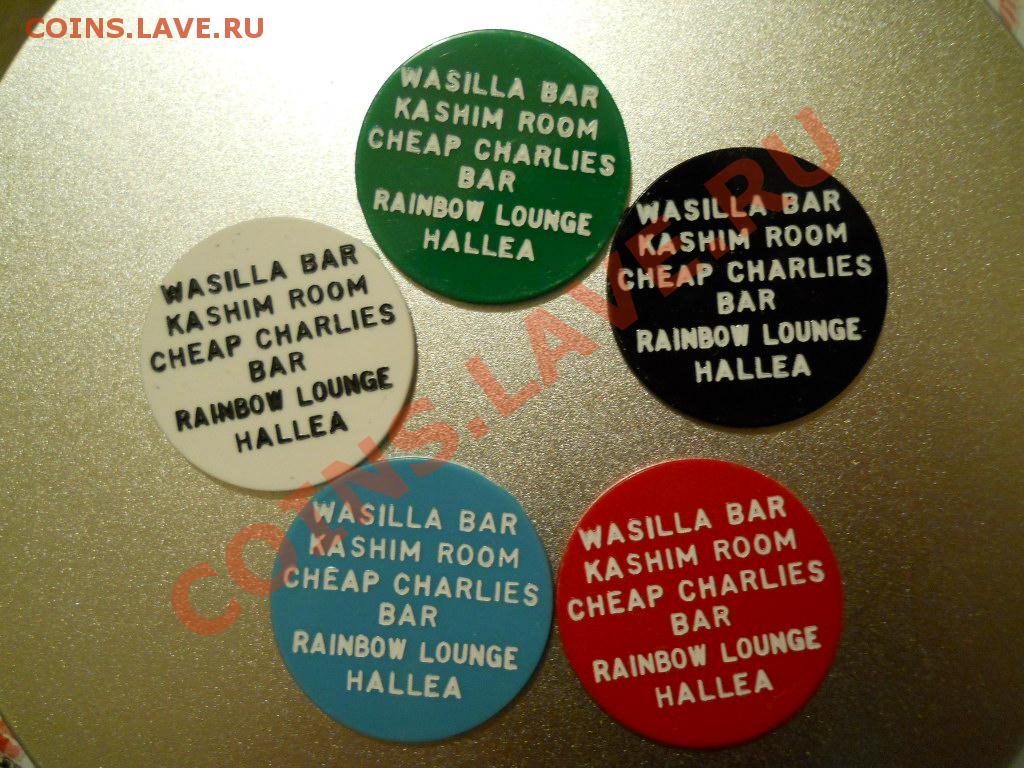 COINS.LAVE.RU
WASILLA BAR
KASHIM ROOM
CHEAP CHARLIES
BAR
RAINBOW LOUNGE
HALLEA
WASILLA BAR
KASHIM ROOM
CHEAP CHARLIES
BAR
RAINBOW LOUNGE
HALLEA
WASILLA BAR
KASHIM ROOM
CHEAP CHARLIES
BAR
RAINBOW LOUNGE
HALLEA
WASILLA BAR
KASHIM ROOM
CHEAP CHARLIES
BAR
RAINBOW LOUNGE
HALLEA
WASILLA BAR
KASHIM ROOM
CHEAP CHARLIES
BAR
RAINBOW LOUNGE
HALLEA
COINS.LAVE.RU